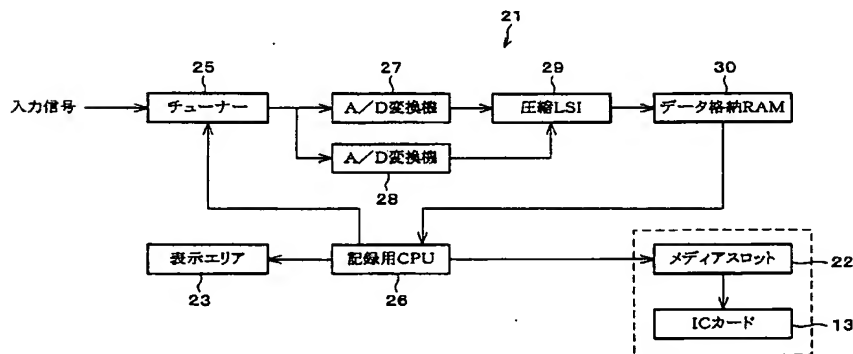 21
25
27
29
30
入力信号
チューナー
A/D変換機
圧縮LSI
データ格納RAM
A/D変換機
28
表示エリア
記録用CPU
メディアスロット
22
23
26
ICカード
13